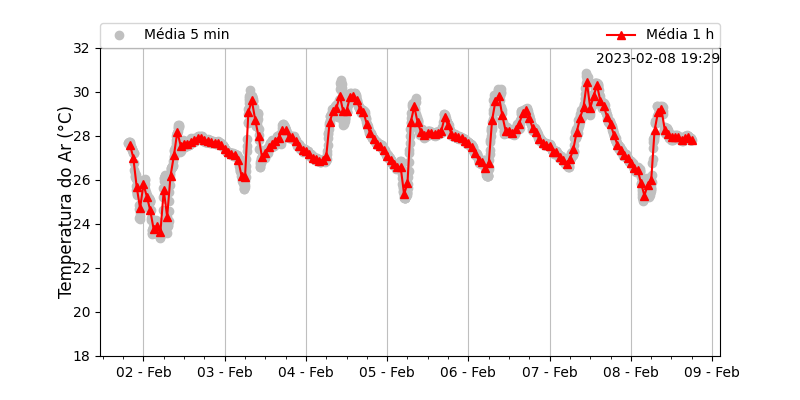 Média 5 min
Média 1 h
2023-02-08 19:29
Temperatura do Ar (°C)
32
30
28
26
24
22
20
18
02 - Feb
03 - Feb
04 - Feb
05 - Feb
06 - Feb
07 - Feb
08 - Feb
09 - Feb